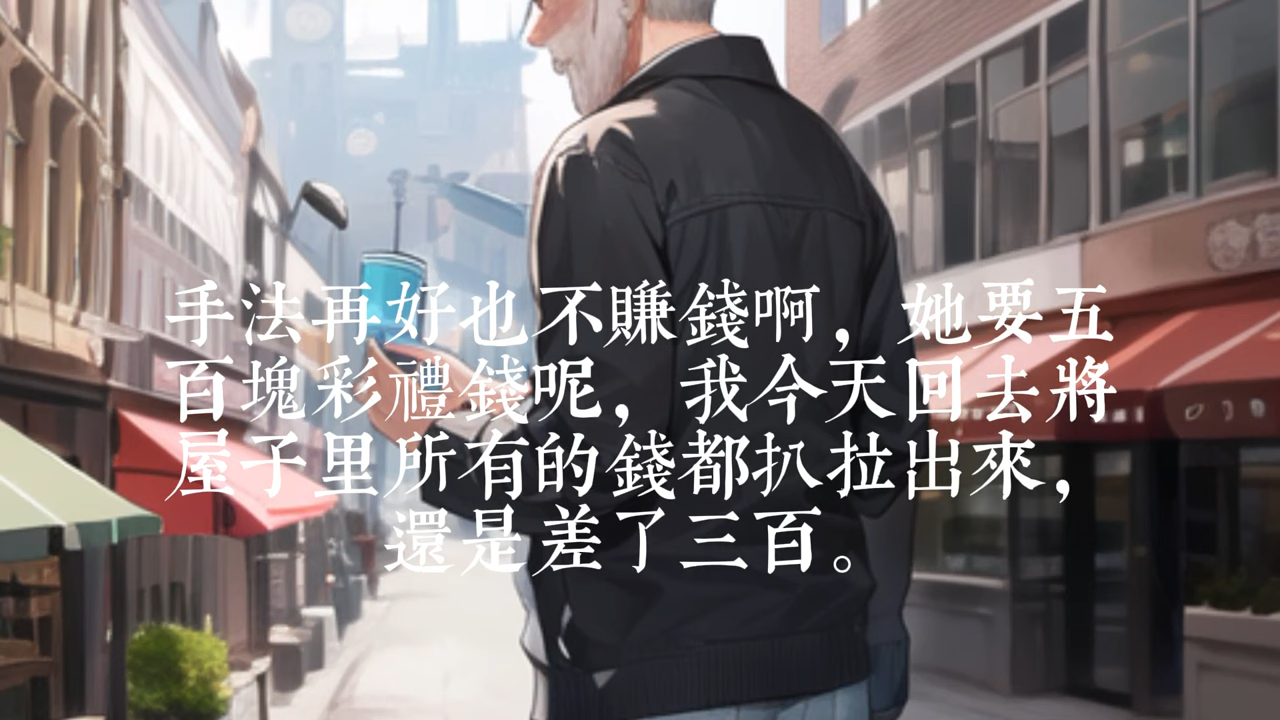 手法再好也不賺錢啊，她要五
百塊彩禮錢呢，我今天回去將
屋子里所有的錢都扒拉出來，
還是差了三百。